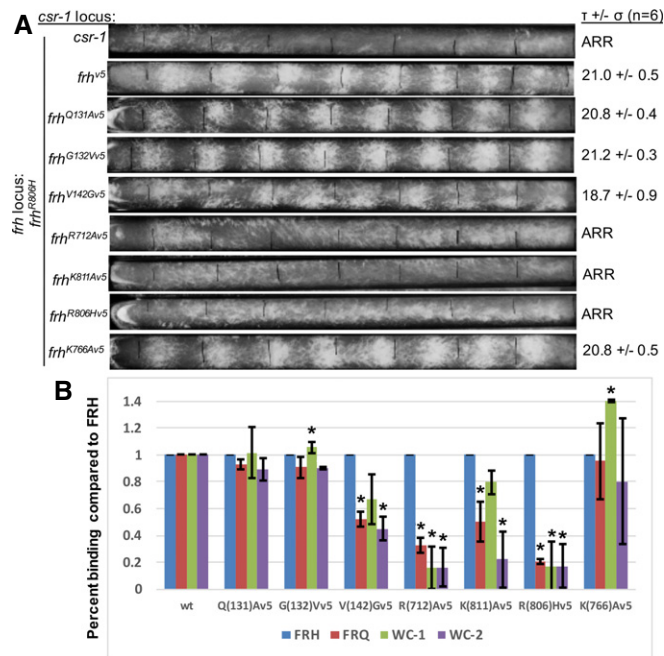 A
csr-1 locus:
τ +/- σ (n=6)
csr-1
ARR
frh locus:
frhR806H
frhv5
21.0 +/- 0.5
frhQ131Av5
20.8 +/- 0.4
frhG132Vv5
21.2 +/- 0.3
frhV142Gv5
18.7 +/- 0.9
frhR712Av5
ARR
frhK811Av5
ARR
frhR806Hv5
ARR
frhK766Av5
20.8 +/- 0.5
B
Percent binding compared to FRH
1.4
1.2
1
0.8
0.6
0.4
0.2
0
* * * * * * * * * * * *
wt Q(131)Av5 G(132)Vv5 V(142)Gv5 R(712)Av5 K(811)Av5 R(806)Hv5 K(766)Av5
FRH FRQ WC-1 WC-2